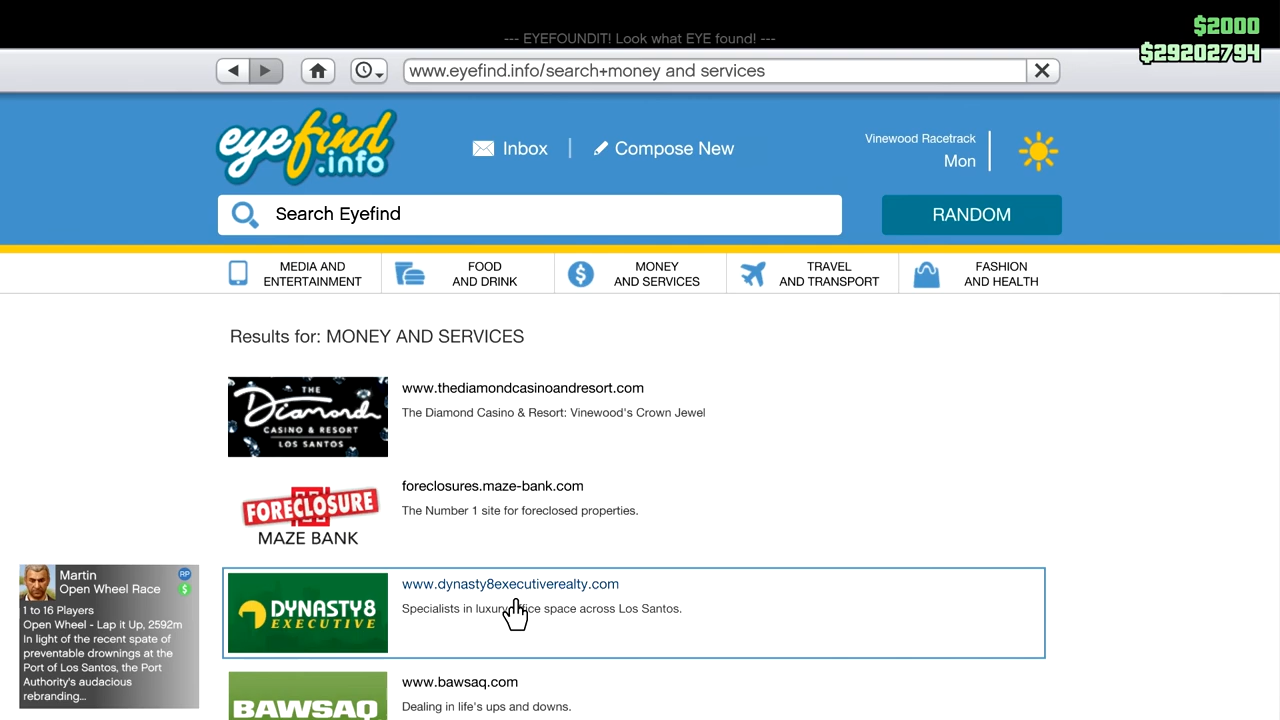 --- EYEFOUNDIT! Look what EYE found! ---
$2000
$29202794
www.eyefind.info/search+money and services
eyefind
.info
Inbox
Compose New
Vinewood Racetrack
Mon
Search Eyefind
RANDOM
MEDIA AND
ENTERTAINMENT
FOOD
AND DRINK
MONEY
AND SERVICES
TRAVEL
AND TRANSPORT
FASHION
AND HEALTH
Results for: MONEY AND SERVICES
THE
Diamond
CASINO & RESORT
LOS SANTOS
www.thediamondcasinoandresort.com
The Diamond Casino & Resort: Vinewood's Crown Jewel
FORECLOSURE
MAZE BANK
foreclosures.maze-bank.com
The Number 1 site for foreclosed properties.
DYNASTY8
EXECUTIVE
www.dynasty8executiverealty.com
Specialists in luxury office space across Los Santos.
BAWSAQ
www.bawsaq.com
Dealing in life's ups and downs.
Martin
RP
Open Wheel Race
$
1 to 16 Players
Open Wheel - Lap it Up, 2592m
In light of the recent spate of
preventable drownings at the
Port of Los Santos, the Port
Authority's audacious
rebranding...